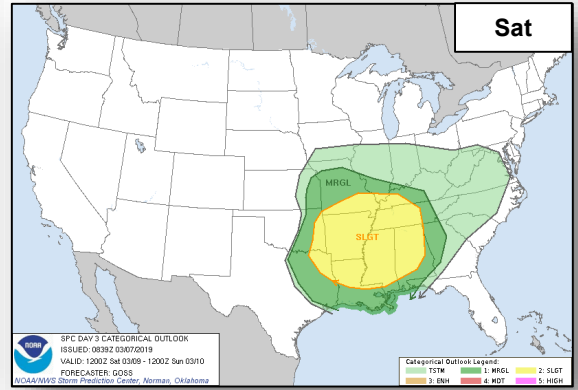 Sat
MRGL
SLGT
SPC DAY 3 CATEGORICAL OUTLOOK
ISSUED: 0839Z 03/07/2019
VALID: 1200Z Sat 03/09 - 1200Z Sun 03/10
FORECASTER: GOSS
NOAA/NWS Storm Prediction Center, Norman, Oklahoma
NOAA
Categorical Outlook Legend:
TSTM 1: MRGL 2: SLGT
3: ENH 4: MDT 5: HIGH